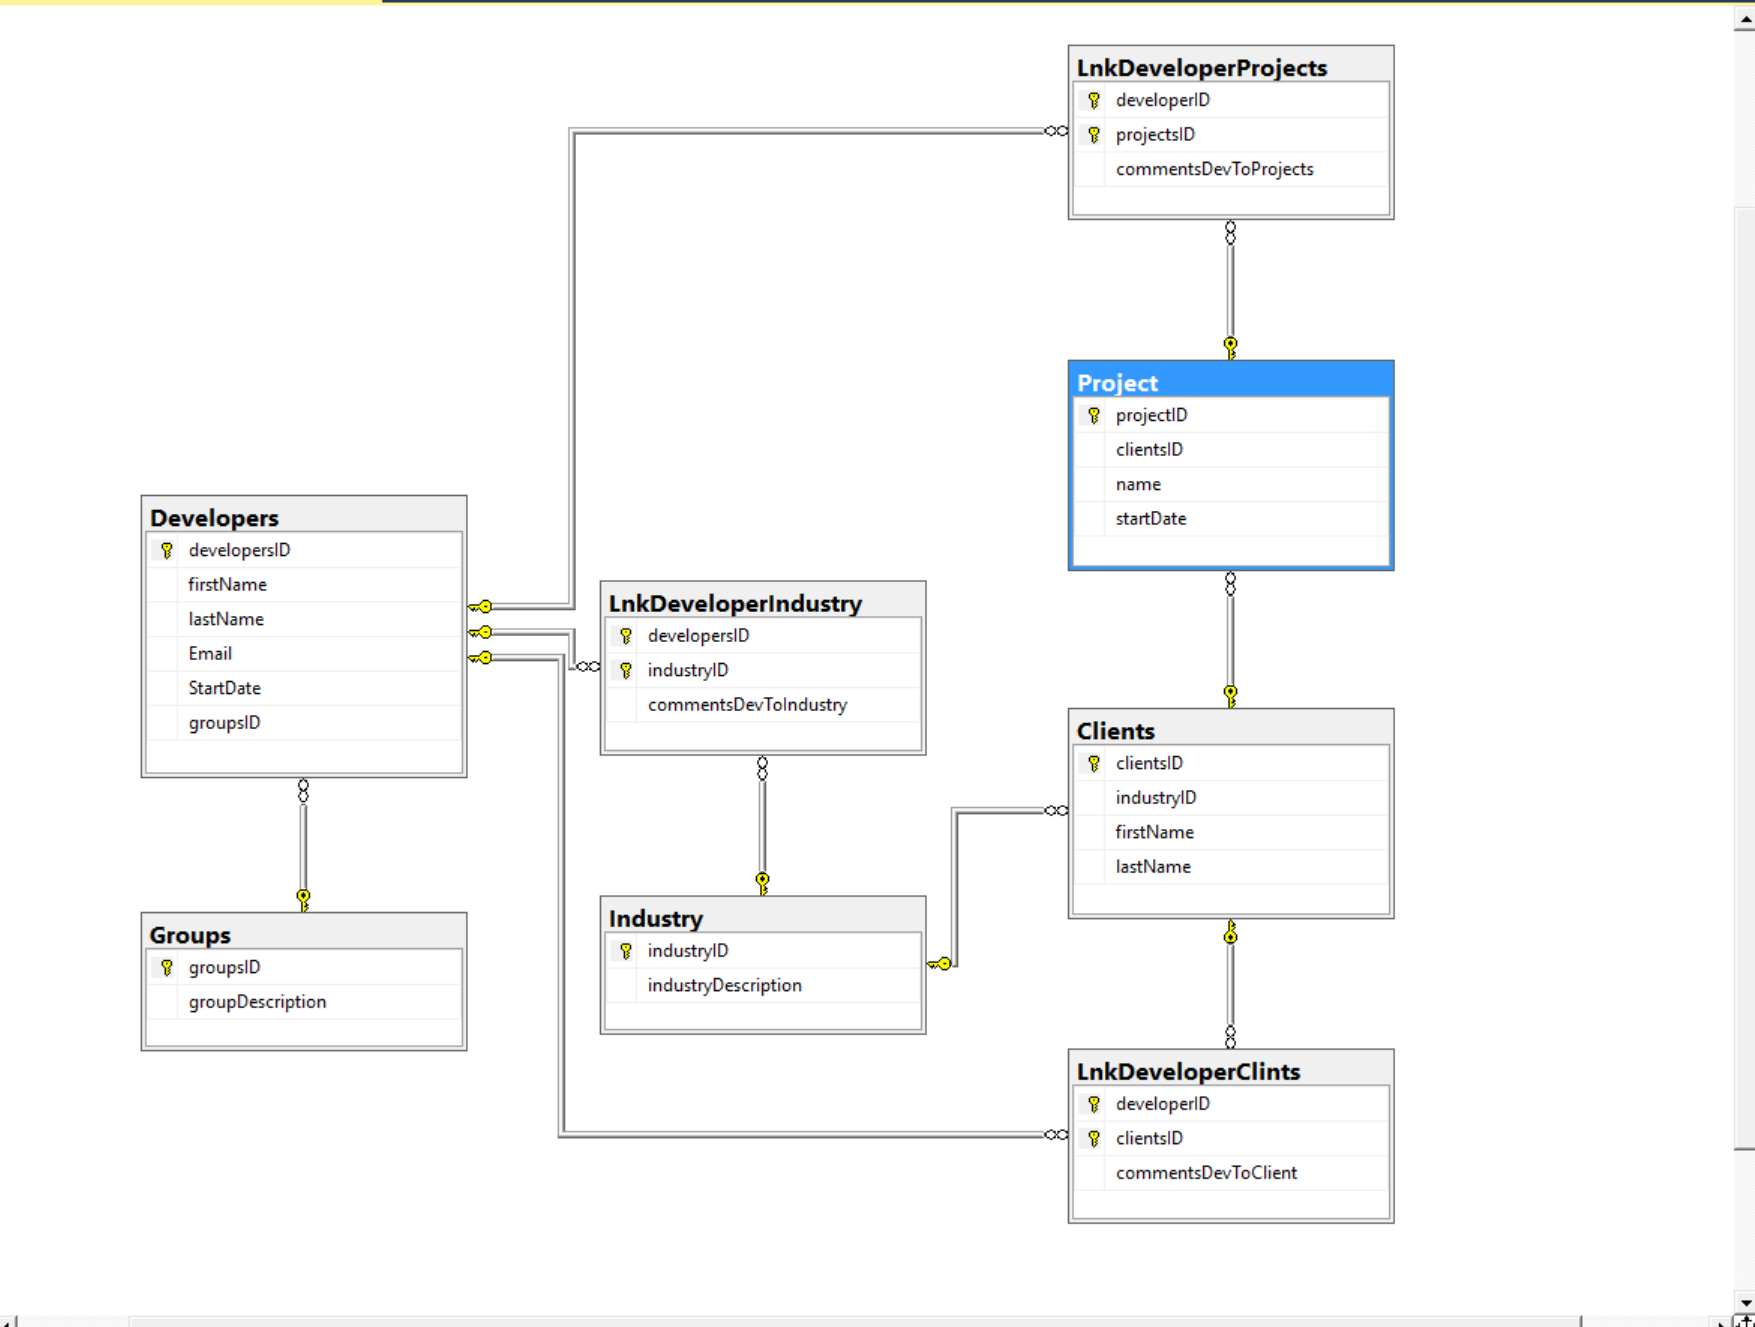 LnkDeveloperProjects
developerID
projectsID
commentsDevToProjects
Project
projectID
clientsID
name
startDate
Developers
developersID
firstName
lastName
Email
StartDate
groupsID
LnkDeveloperIndustry
developersID
industryID
commentsDevToIndustry
Clients
clientsID
industryID
firstName
lastName
Groups
groupsID
groupDescription
Industry
industryID
industryDescription
LnkDeveloperClints
developerID
clientsID
commentsDevToClient